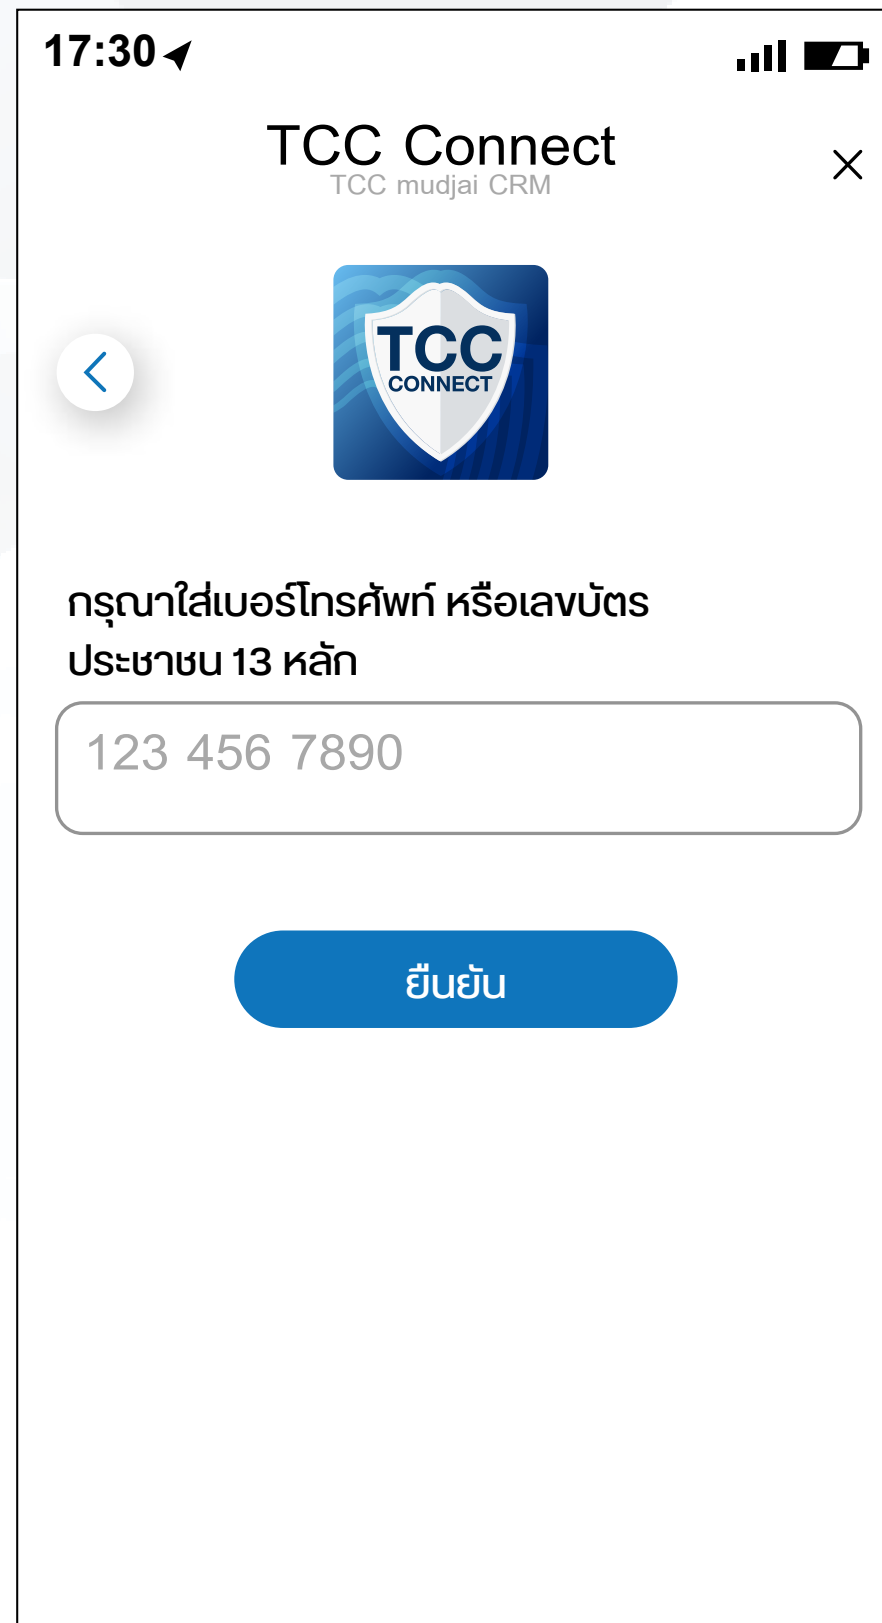 17:30
TCC Connect
TCC mudjai CRM
TCC
CONNECT
กรุณาใส่เบอร์โทรศัพท์ หรือเลขบัตร
ประชาชน 13 หลัก
123 456 7890
ยืนยัน